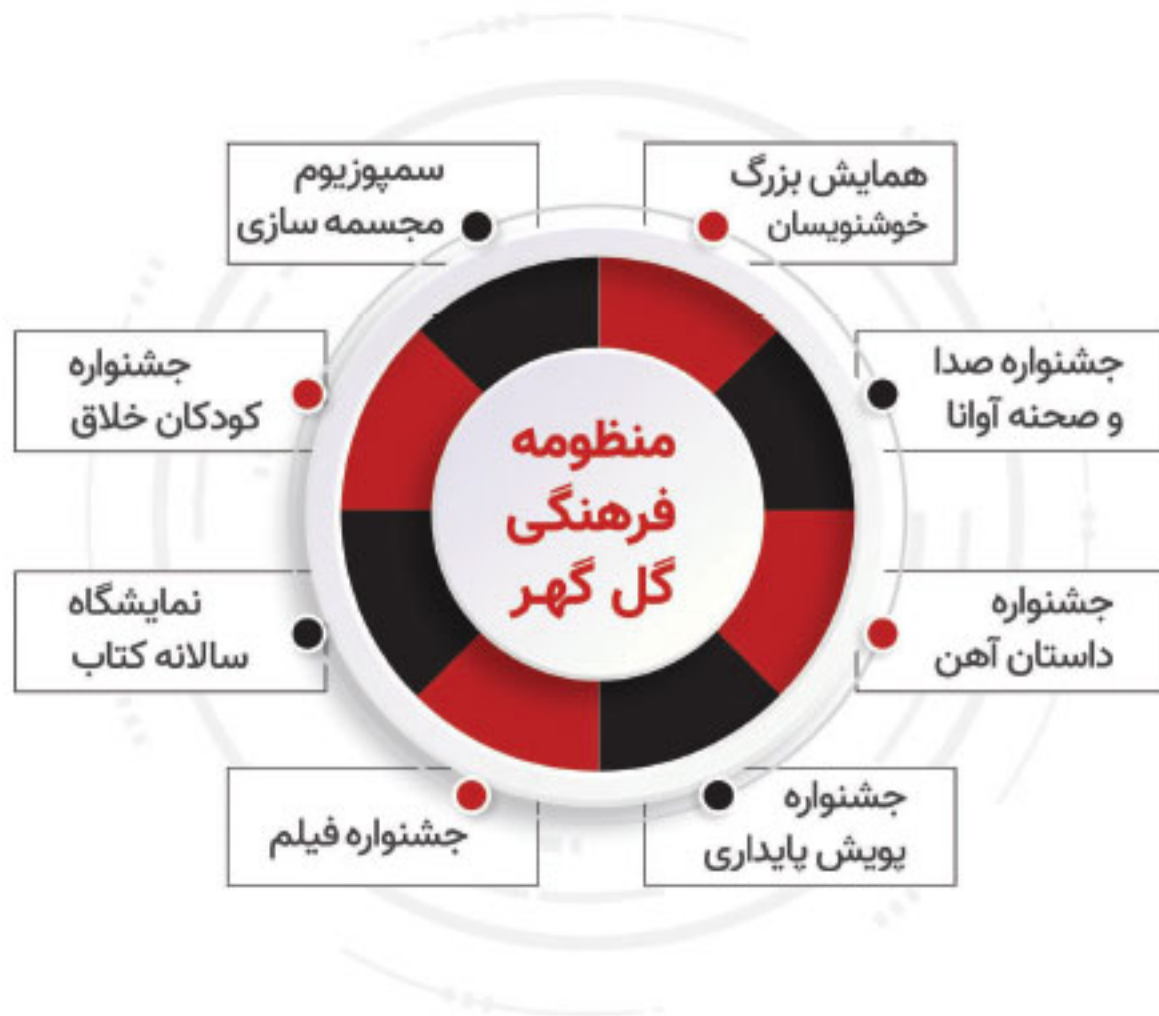 منظومه
فرهنگی
گل گهر
همایش بزرگ
خوشنویسان
جشنواره صدا
و صحنه آوانا
جشنواره
داستان آهن
جشنواره
پویش پایداری
جشنواره فیلم
نمایشگاه
سالانه کتاب
جشنواره
کودکان خلاق
سمپوزیوم
مجسمه سازی